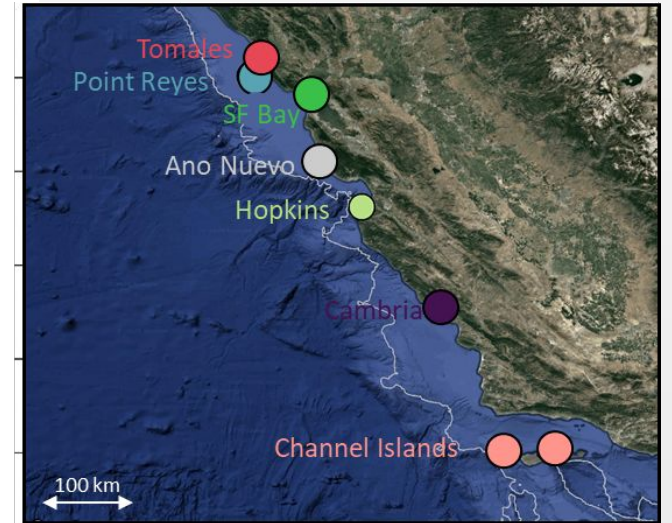 Tomales
Point Reyes
SF Bay
Ano Nuevo
Hopkins
Cambria
Channel Islands
100 km